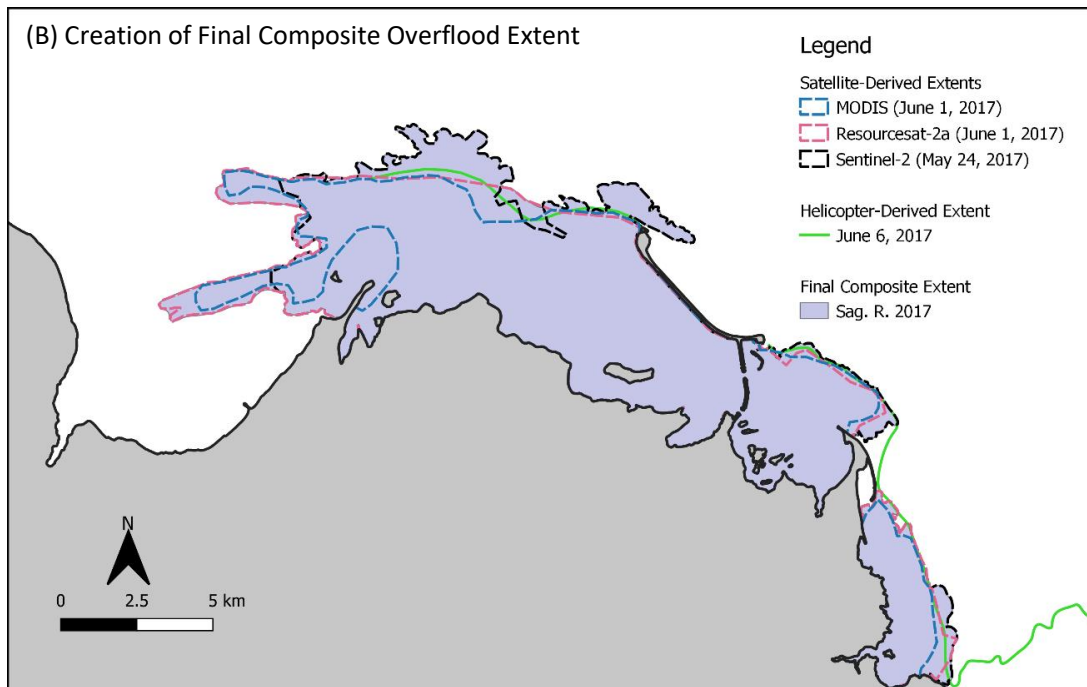 (B) Creation of Final Composite Overflood Extent
Legend
Satellite-Derived Extents
MODIS (June 1, 2017)
Resourcesat-2a (June 1, 2017)
Sentinel-2 (May 24, 2017)
Helicopter-Derived Extent
June 6, 2017
Final Composite Extent
Sag. R. 2017
N
0 2.5 5 km